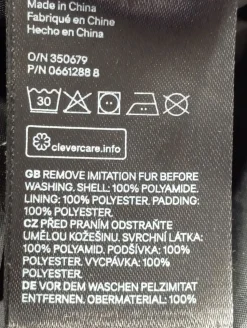 Made in China
Fabriqué en Chine
Hecho en China
O/N 350679
P/N 0661288 8
30
clevercare.info
GB REMOVE IMITATION FUR BEFORE
WASHING. SHELL: 100% POLYAMIDE.
LINING: 100% POLYESTER. PADDING:
100% POLYESTER.
CZ PŘED PRANÍM ODSTRAŇTE
UMĚLOU KOŽEŠINU. SVRCHNÍ LÁTKA:
100% POLYAMID. PODŠÍVKA: 100%
POLYESTER. VYCPÁVKA: 100%
POLYESTER.
DE VOR DEM WASCHEN PELZIMITAT
ENTFERNEN. OBERMATERIAL: 100%